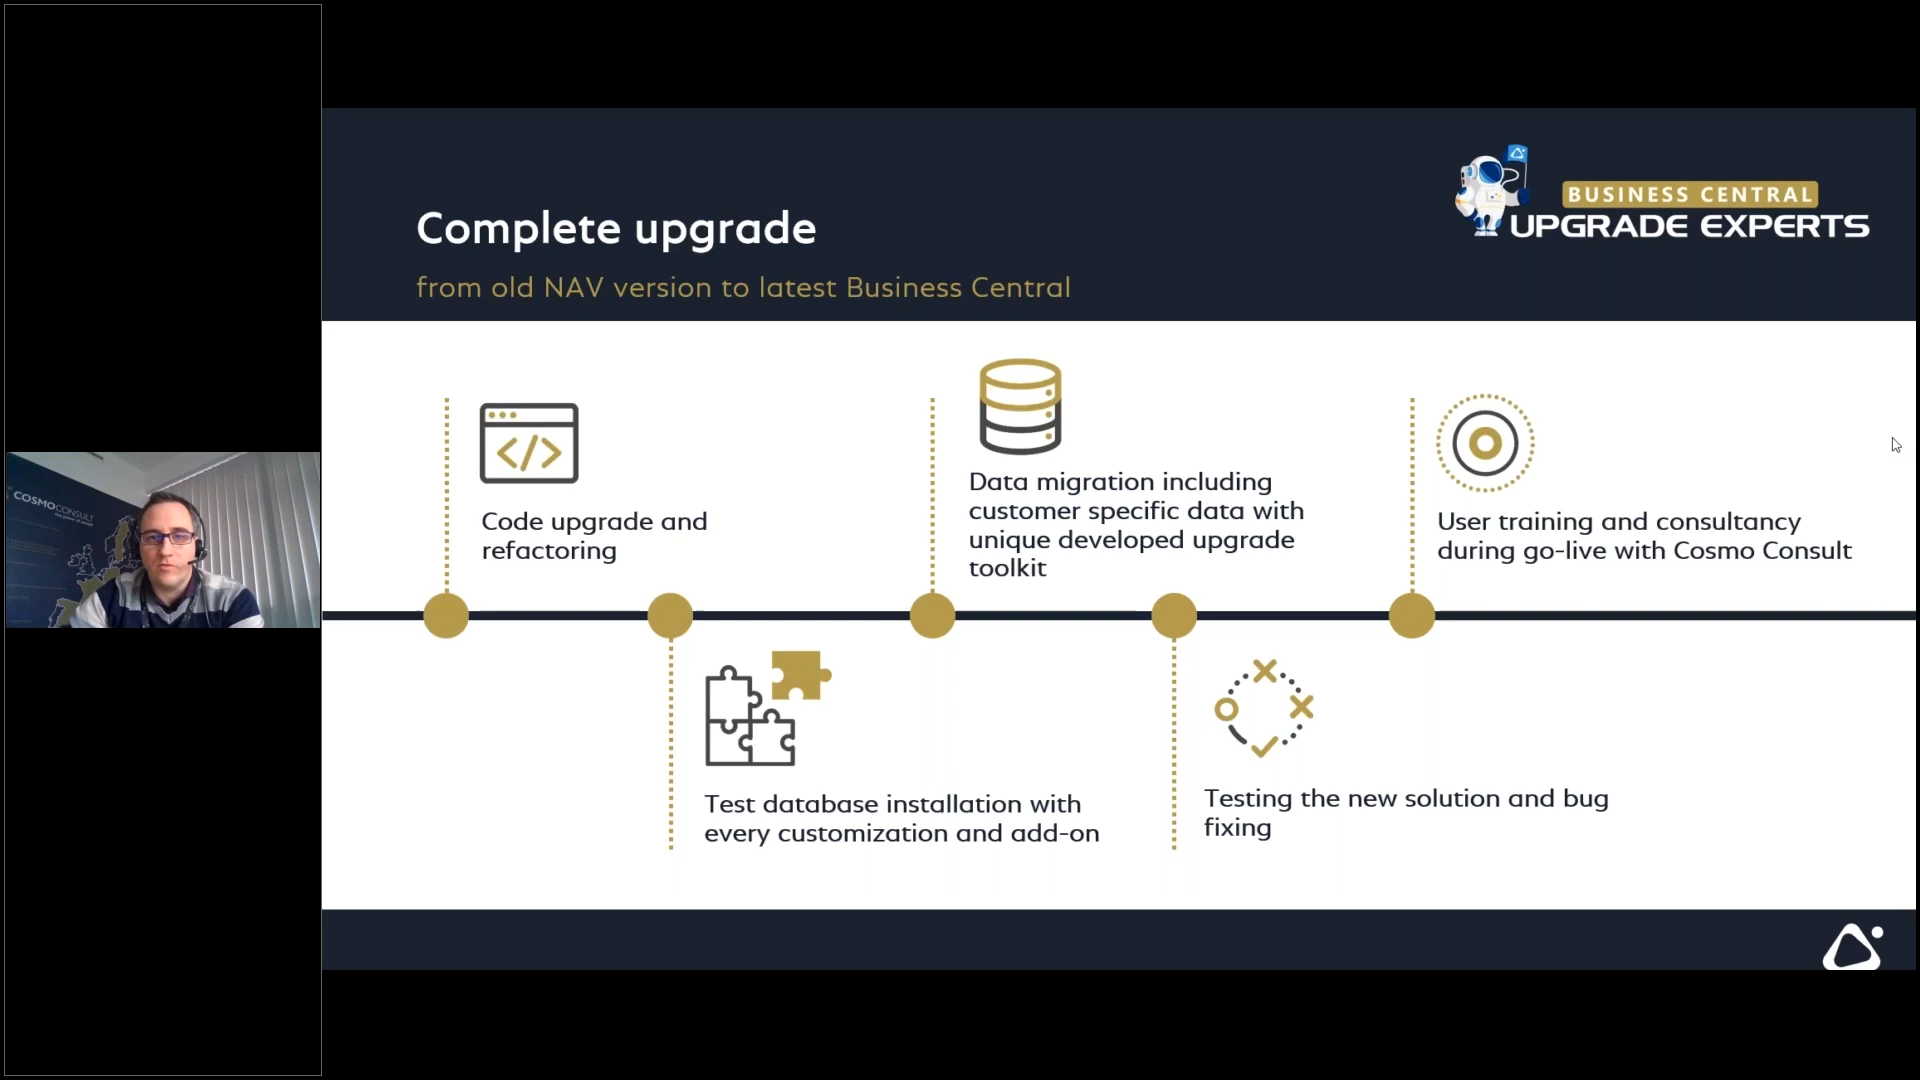 COSMOCONSULT
BUSINESS CENTRAL
UPGRADE EXPERTS
Complete upgrade
from old NAV version to latest Business Central
Code upgrade and
refactoring
Data migration including
customer specific data with
unique developed upgrade
toolkit
User training and consultancy
during go-live with Cosmo Consult
Test database installation with
every customization and add-on
Testing the new solution and bug
fixing